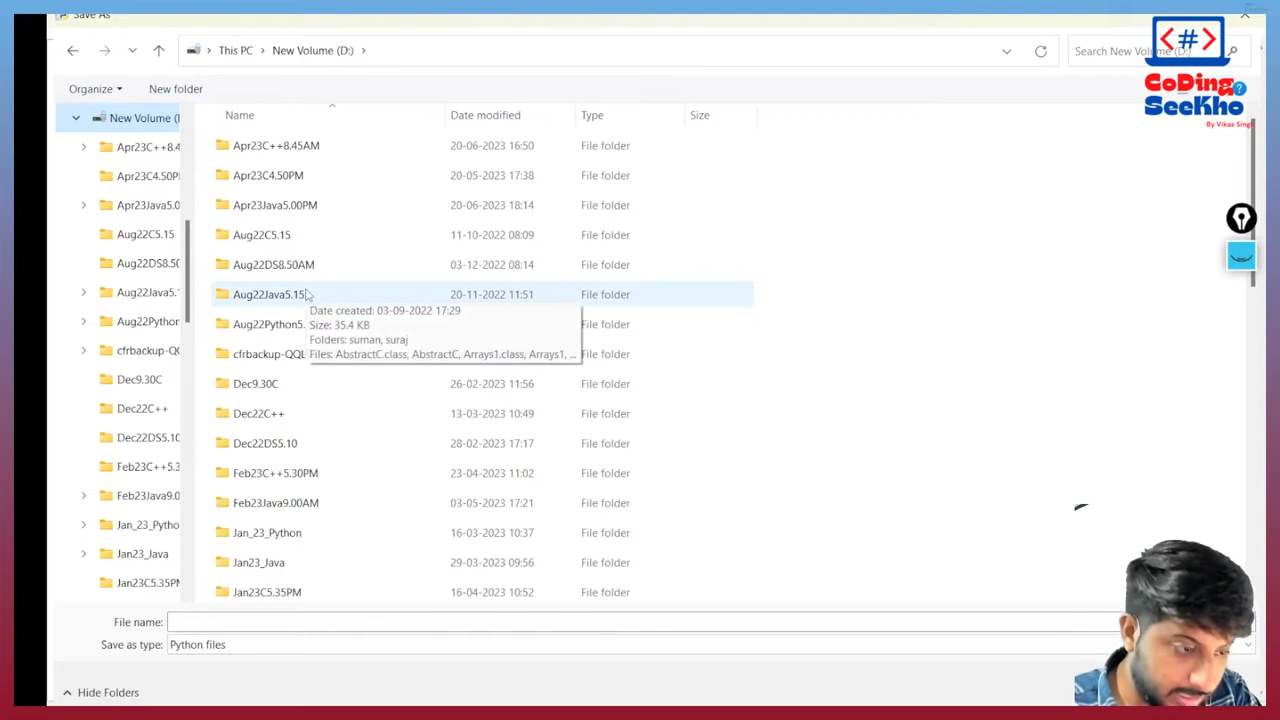 Save As
This PC > New Volume (D:) >
Search New Volume (D:)
<#>
CoDing
SeeKho
?
By Vikas Singh
Organize
New folder
New Volume (
Name
Date modified
Type
Size
Apr23C++8.4
Apr23C++8.45AM
20-06-2023 16:50
File folder
Apr23C4.50P
Apr23C4.50PM
20-05-2023 17:38
File folder
Apr23Java5.0
Apr23Java5.00PM
20-06-2023 18:14
File folder
Aug22C5.15
Aug22C5.15
11-10-2022 08:09
File folder
Aug22DS8.50
Aug22DS8.50AM
03-12-2022 08:14
File folder
Aug22Java5.
Aug22Java5.15
20-11-2022 11:51
File folder
Date created: 03-09-2022 17:29
Size: 35.4 KB
Folders: suman, suraj
Files: AbstractC.class, AbstractC, Arrays1.class, Arrays1, ...
Aug22Python
Aug22Python5.
File folder
cfrbackup-QQ
cfrbackup-QQL
File folder
Dec9.30C
Dec9.30C
26-02-2023 11:56
File folder
Dec22C++
Dec22C++
13-03-2023 10:49
File folder
Dec22DS5.10
Dec22DS5.10
28-02-2023 17:17
File folder
Feb23C++5.3
Feb23C++5.30PM
23-04-2023 11:02
File folder
Feb23Java9.0
Feb23Java9.00AM
03-05-2023 17:21
File folder
Jan_23_Pytho
Jan_23_Python
16-03-2023 10:37
File folder
Jan23_Java
Jan23_Java
29-03-2023 09:56
File folder
Jan23C5.35PM
Jan23C5.35PM
16-04-2023 10:52
File folder
File name:
Save as type:
Python files
Hide Folders